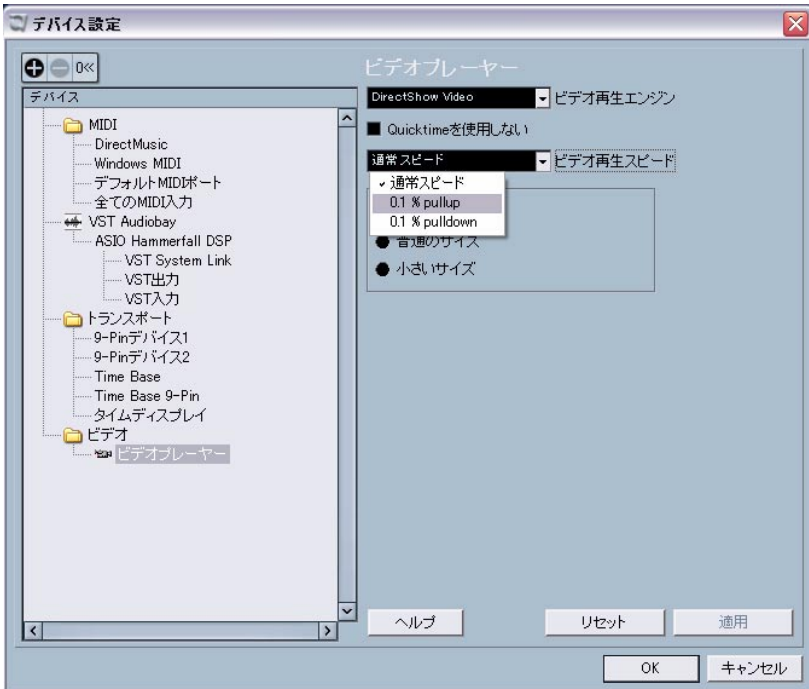 デバイス設定
0<<
デバイス
MIDI
DirectMusic
Windows MIDI
デフォルトMIDIポート
全てのMIDI入力
VST Audiobay
ASIO Hammerfall DSP
VST System Link
VST出力
VST入力
トランスポート
9-Pinデバイス1
9-Pinデバイス2
Time Base
Time Base 9-Pin
タイムディスプレイ
ビデオ
ビデオプレーヤー
ビデオプレーヤー
DirectShow Video ビデオ再生エンジン
Quicktimeを使用しない
通常スピード ビデオ再生スピード
通常スピード
0.1 % pullup
0.1 % pulldown
普通のサイズ
小さいサイズ
ヘルプ リセット 適用
OK キャンセル